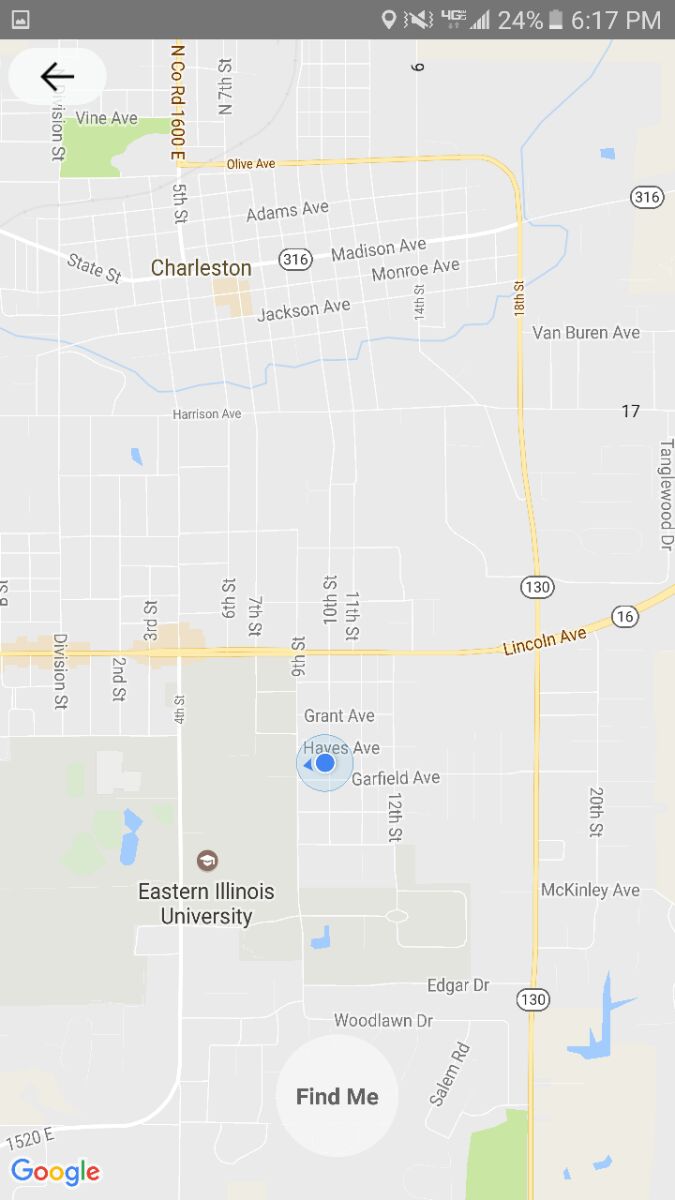 4G LTE 24% 6:17 PM
6
N Division St
Vine Ave
N Co Rd 1600 E
N 7th St
Olive Ave
5th St
Adams Ave
316
State St
Charleston
316
Madison Ave
Monroe Ave
14th St
18th St
Jackson Ave
Van Buren Ave
Harrison Ave
17
Tanglewood Dr
130
16
B St
3rd St
6th St
7th St
10th St
11th St
Lincoln Ave
Division St
2nd St
9th St
4th St
Grant Ave
Hayes Ave
Garfield Ave
12th St
20th St
Eastern Illinois
University
McKinley Ave
Edgar Dr
130
Woodlawn Dr
Salem Rd
Find Me
1520 E
Google